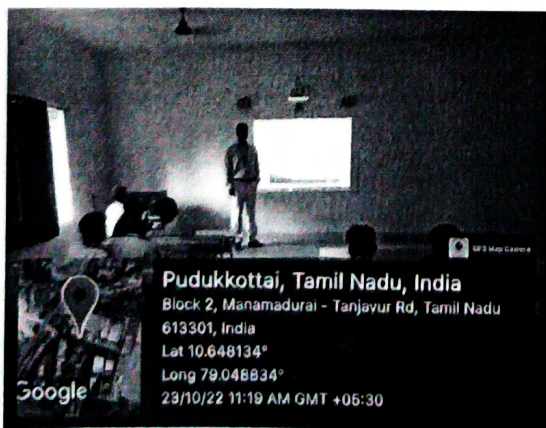 GPS Map Camera
Pudukkottai, Tamil Nadu, India
Block 2, Manamadurai - Tanjavur Rd, Tamil Nadu
613301, India
Lat 10.648134°
Long 79.048834°
23/10/22 11:19 AM GMT +05:30
Google